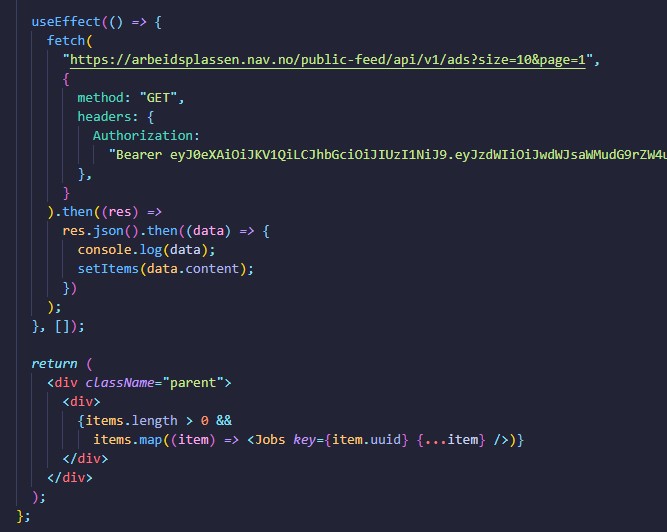 useEffect(() => {
fetch(
"https://arbeidsplassen.nav.no/public-feed/api/v1/ads?size=10&page=1",
{
method: "GET",
headers: {
Authorization:
"Bearer eyJ0eXAiOiJKV1QiLCJhbGciOiJIUzI1NiJ9.eyJzdWIiOiJwdWJsaWMudG9rZW4u
},
}
).then((res) =>
res.json().then((data) => {
console.log(data);
setItems(data.content);
})
);
}, []);
return (
<div className="parent">
<div>
{items.length > 0 &&
items.map((item) => <Jobs key={item.uuid} {...item} />)}
</div>
</div>
);
};